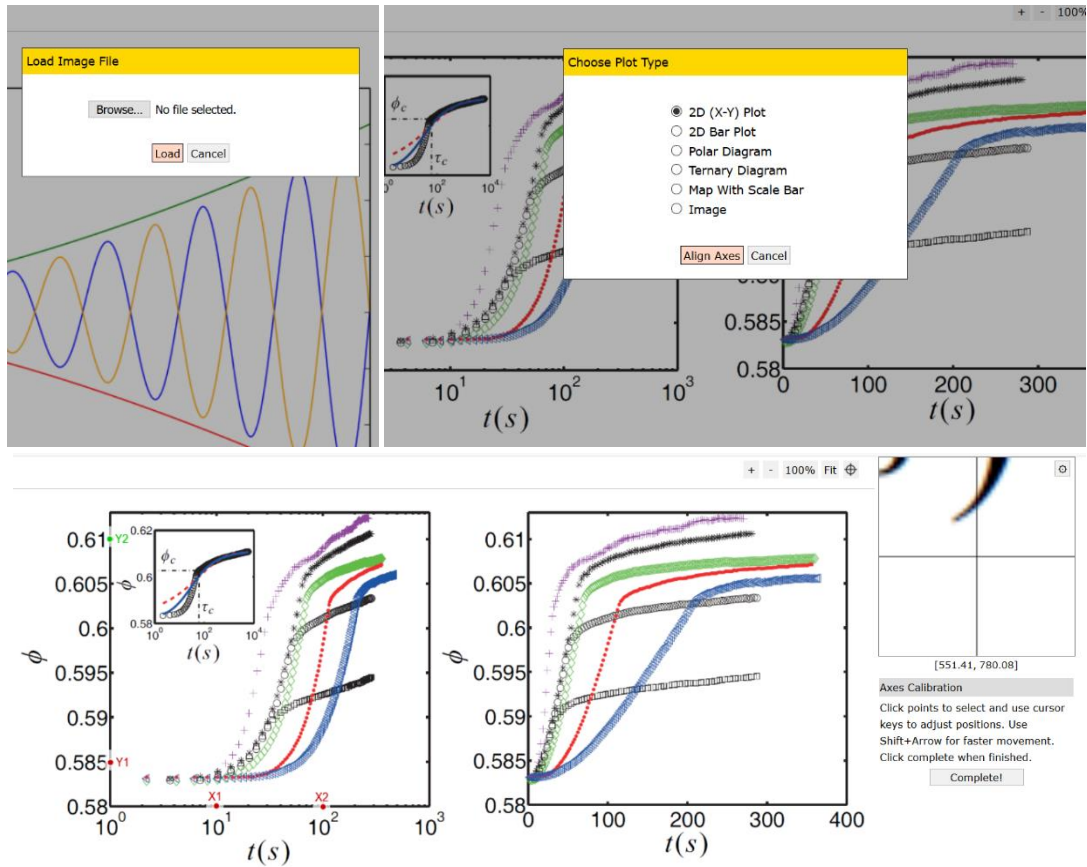 Load Image File
Browse... No file selected.
Load Cancel
+ - 100%
Choose Plot Type
2D (X-Y) Plot
2D Bar Plot
Polar Diagram
Ternary Diagram
Map With Scale Bar
Image
Align Axes Cancel
ϕc
τc
10⁰ 10² 10⁴
t(s)
0.585
0.58
10¹ 10² 10³
t(s)
0 100 200 300
t(s)
+ - 100% Fit
0.61
Y2
0.605
0.6
0.595
0.59
0.585
Y1
0.58
ϕ
0.62
0.60
0.58
ϕ
ϕc
τc
10⁰ 10² 10⁴
t(s)
X1 X2
10⁰ 10¹ 10² 10³
t(s)
0.61
0.605
0.6
0.595
0.59
0.585
0.58
ϕ
0 100 200 300 400
t(s)
[551.41, 780.08]
Axes Calibration
Click points to select and use cursor
keys to adjust positions. Use
Shift+Arrow for faster movement.
Click complete when finished.
Complete!